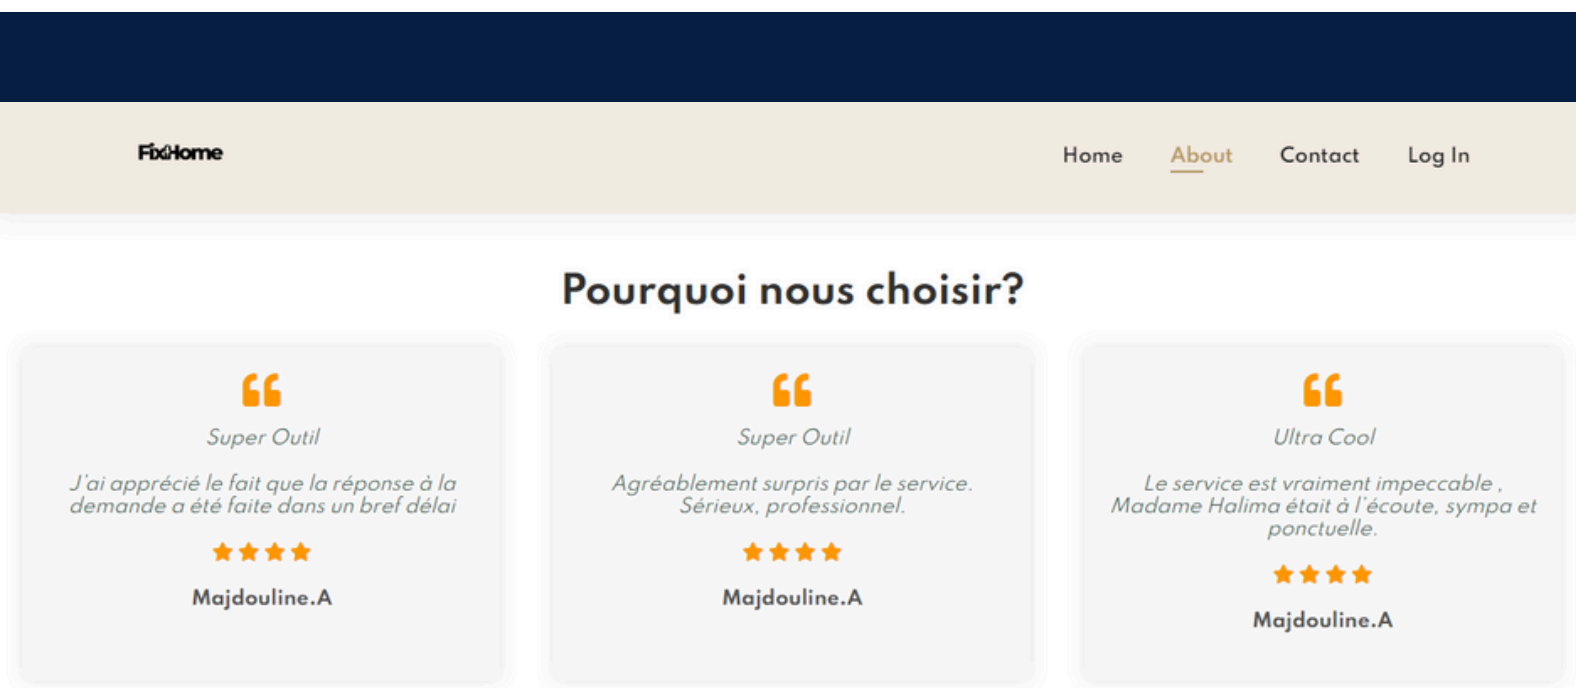 FixHome
Home About Contact Log In
Pourquoi nous choisir?
Super Outil
J'ai apprécié le fait que la réponse à la
demande a été faite dans un bref délai
Majdouline.A
Super Outil
Agréablement surpris par le service.
Sérieux, professionnel.
Majdouline.A
Ultra Cool
Le service est vraiment impeccable ,
Madame Halima était à l'écoute, sympa et
ponctuelle.
Majdouline.A